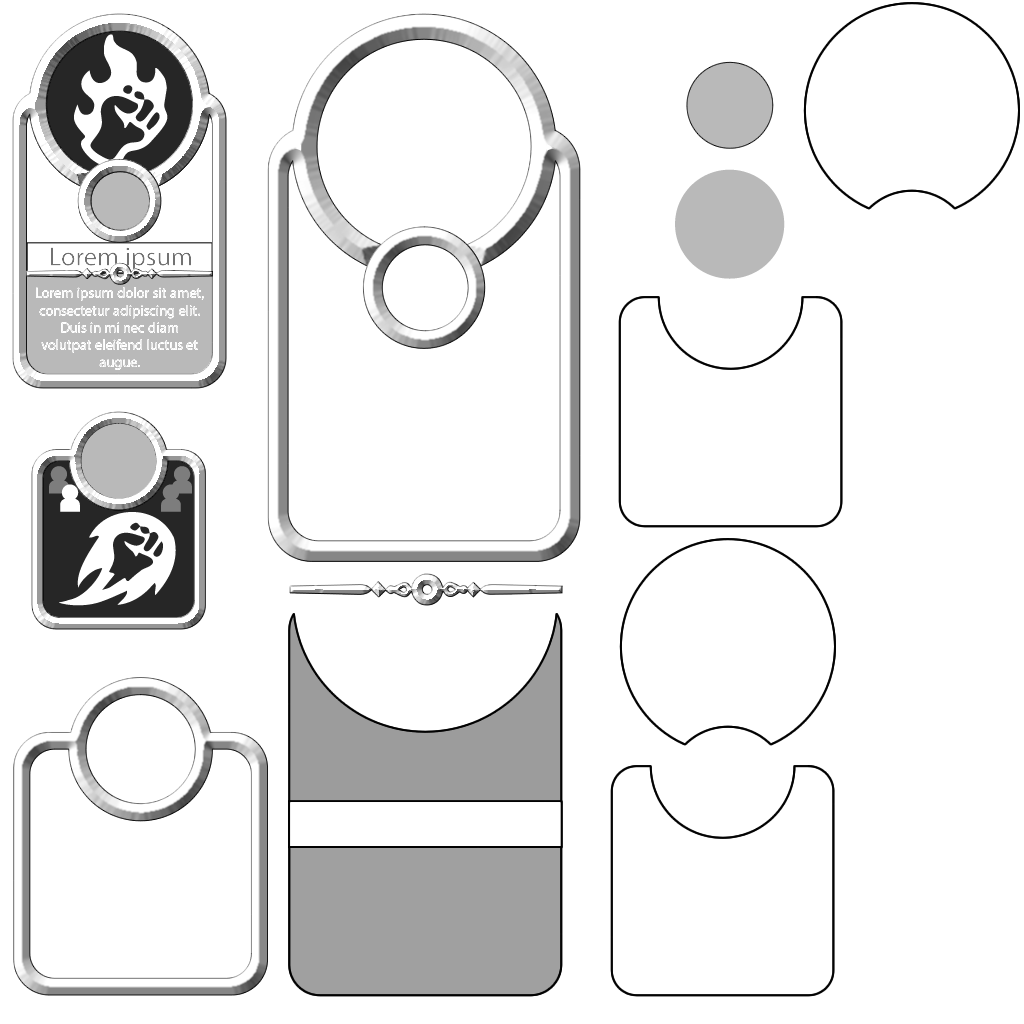 Lorem ipsum
Lorem ipsum dolor sit amet,
consectetur adipiscing elit.
Duis in mi nec diam
volutpat eleifend luctus et
augue.